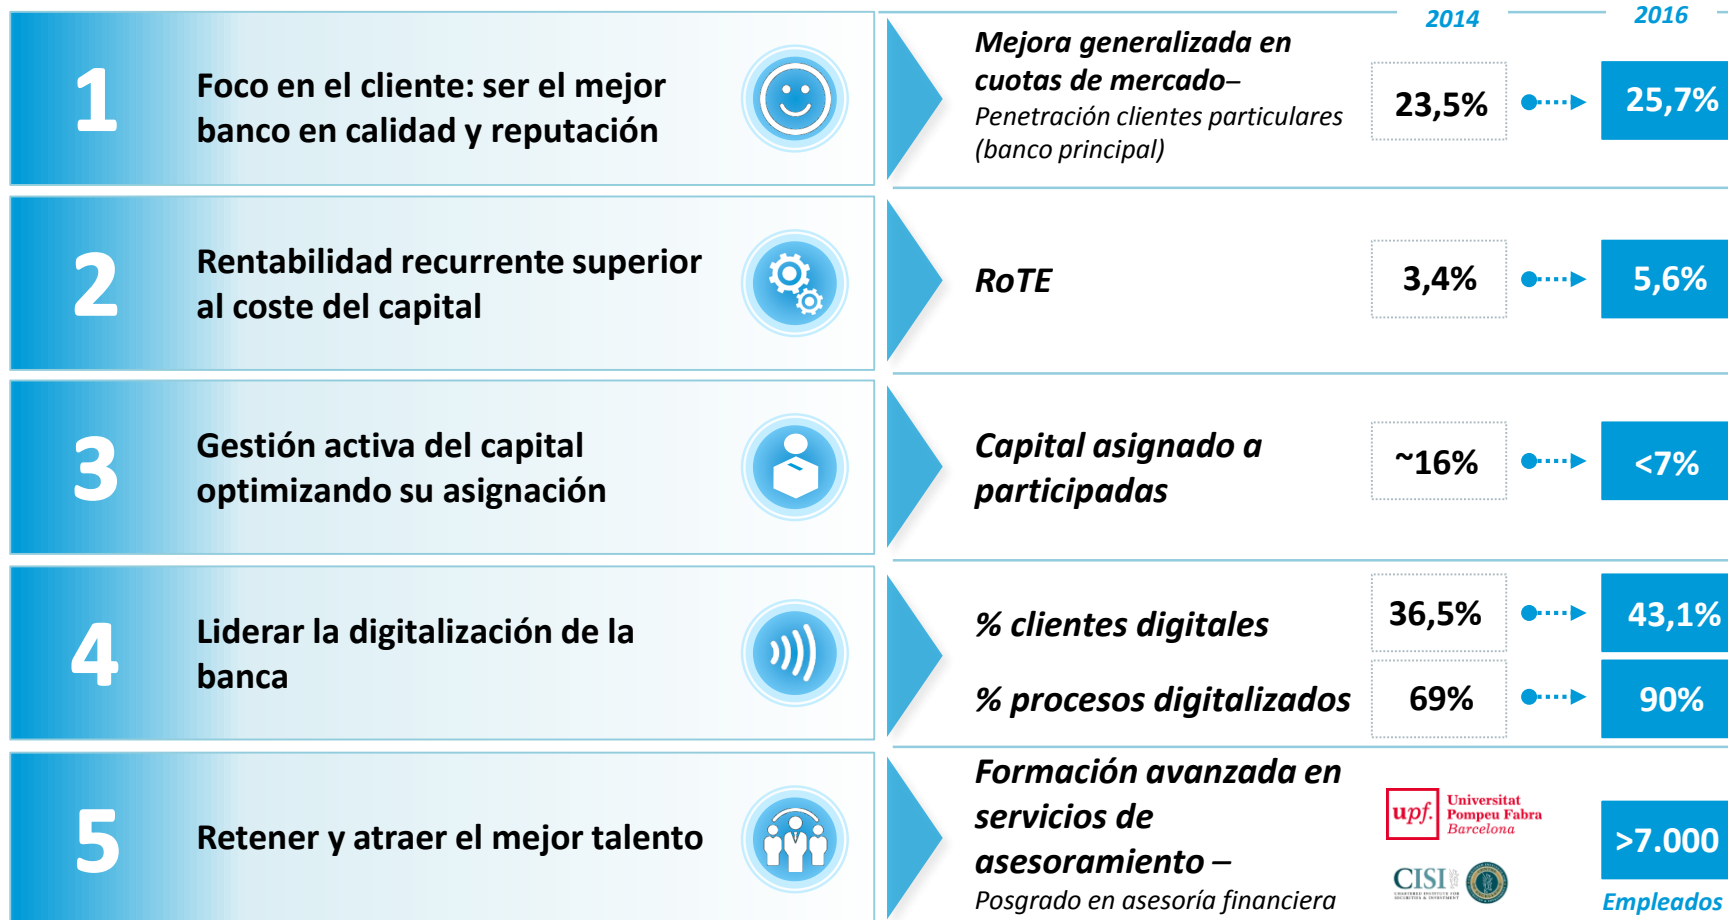 2014
2016
1
Foco en el cliente: ser el mejor
banco en calidad y reputación
Mejora generalizada en
cuotas de mercado–
Penetración clientes particulares
(banco principal)
23,5%
25,7%
2
Rentabilidad recurrente superior
al coste del capital
RoTE
3,4%
5,6%
3
Gestión activa del capital
optimizando su asignación
Capital asignado a
participadas
~16%
<7%
4
Liderar la digitalización de la
banca
% clientes digitales
36,5%
43,1%
% procesos digitalizados
69%
90%
5
Retener y atraer el mejor talento
Formación avanzada en
servicios de
asesoramiento –
Posgrado en asesoría financiera
upf.
Universitat
Pompeu Fabra
Barcelona
CISI
CHARTERED INSTITUTE FOR
SECURITIES & INVESTMENT
>7.000
Empleados